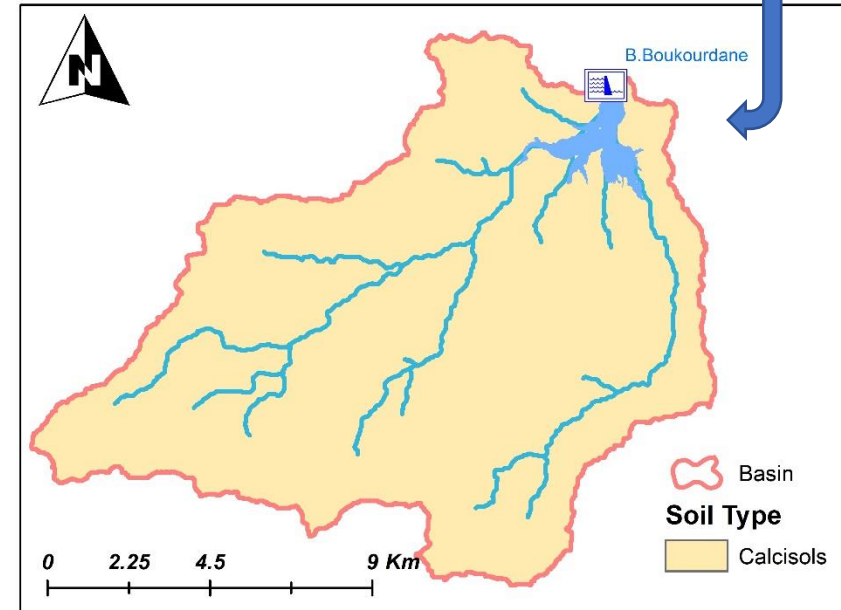 N
B.Boukourdane
Basin
Soil Type
Calcisols
0 2.25 4.5 9 Km